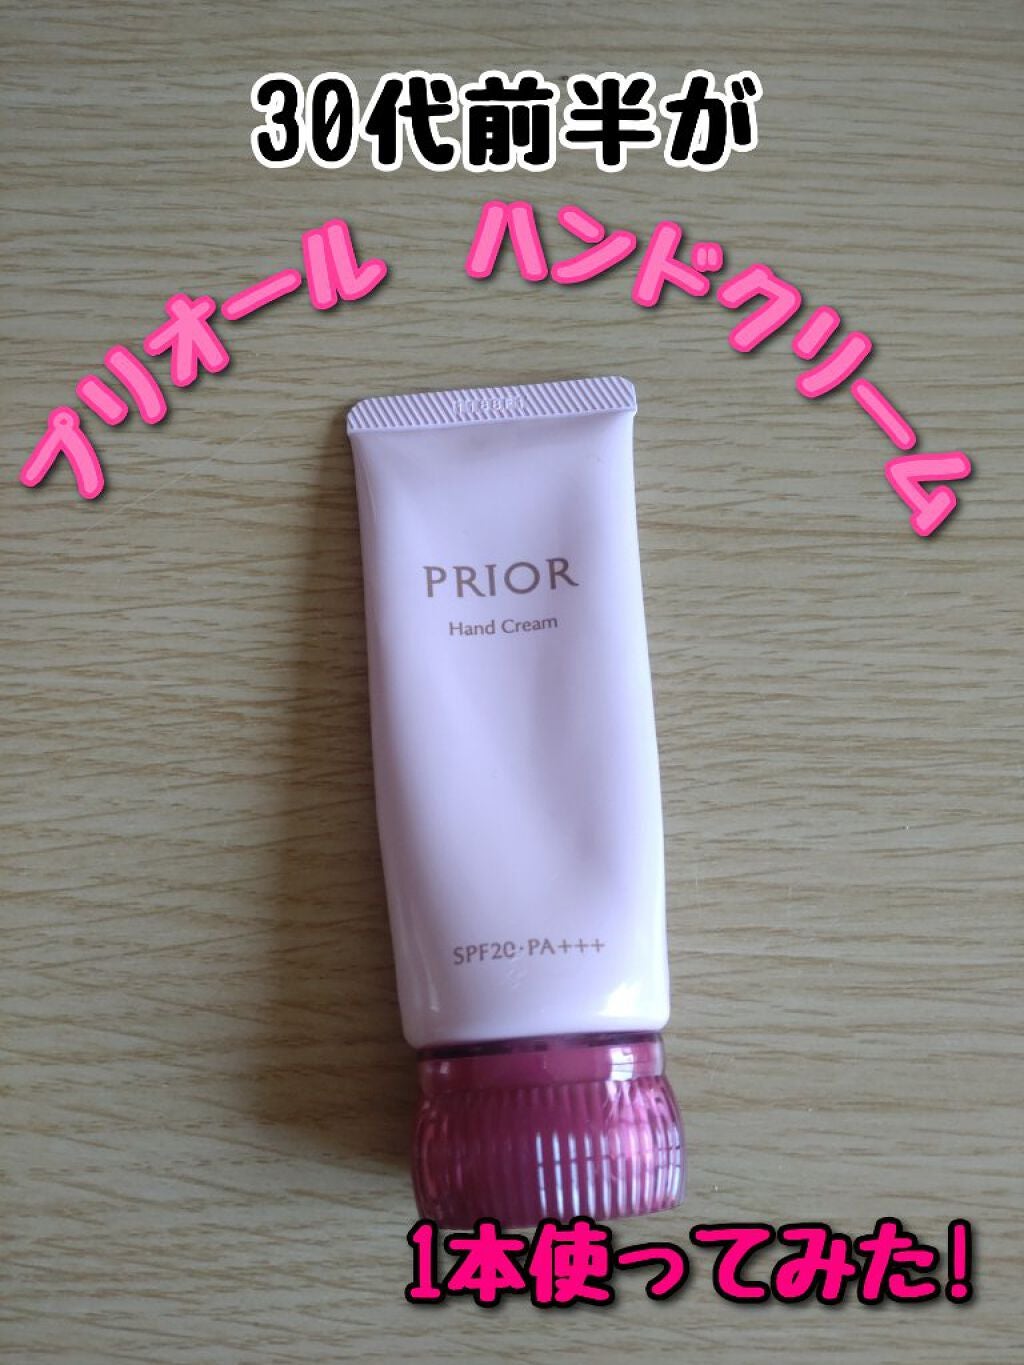 30代前半が
プリオール ハンドクリーム
PRIOR
Hand Cream
SPF20・PA+++
1本使ってみた!